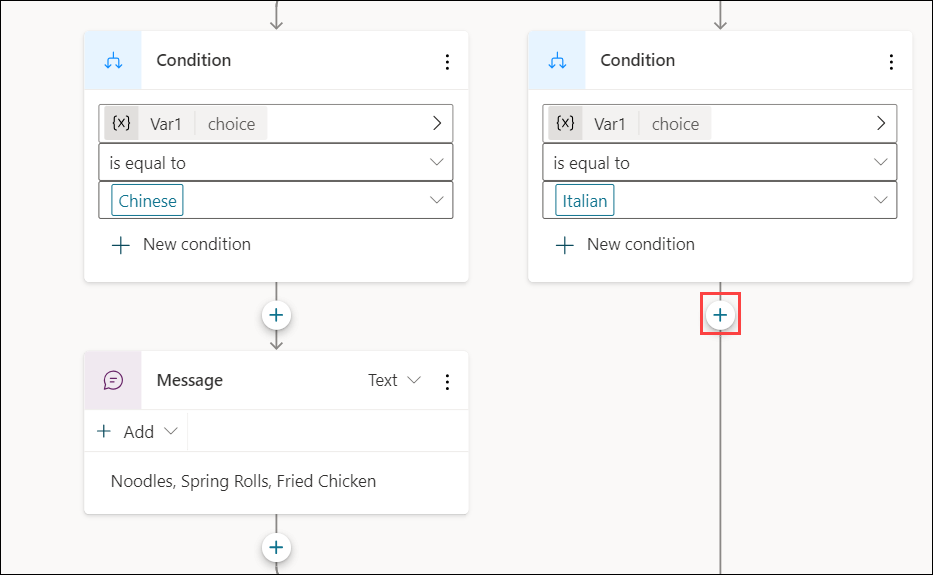 Condition
{x} Var1 choice
is equal to
Chinese
New condition
Message Text
Add
Noodles, Spring Rolls, Fried Chicken
Condition
{x} Var1 choice
is equal to
Italian
New condition